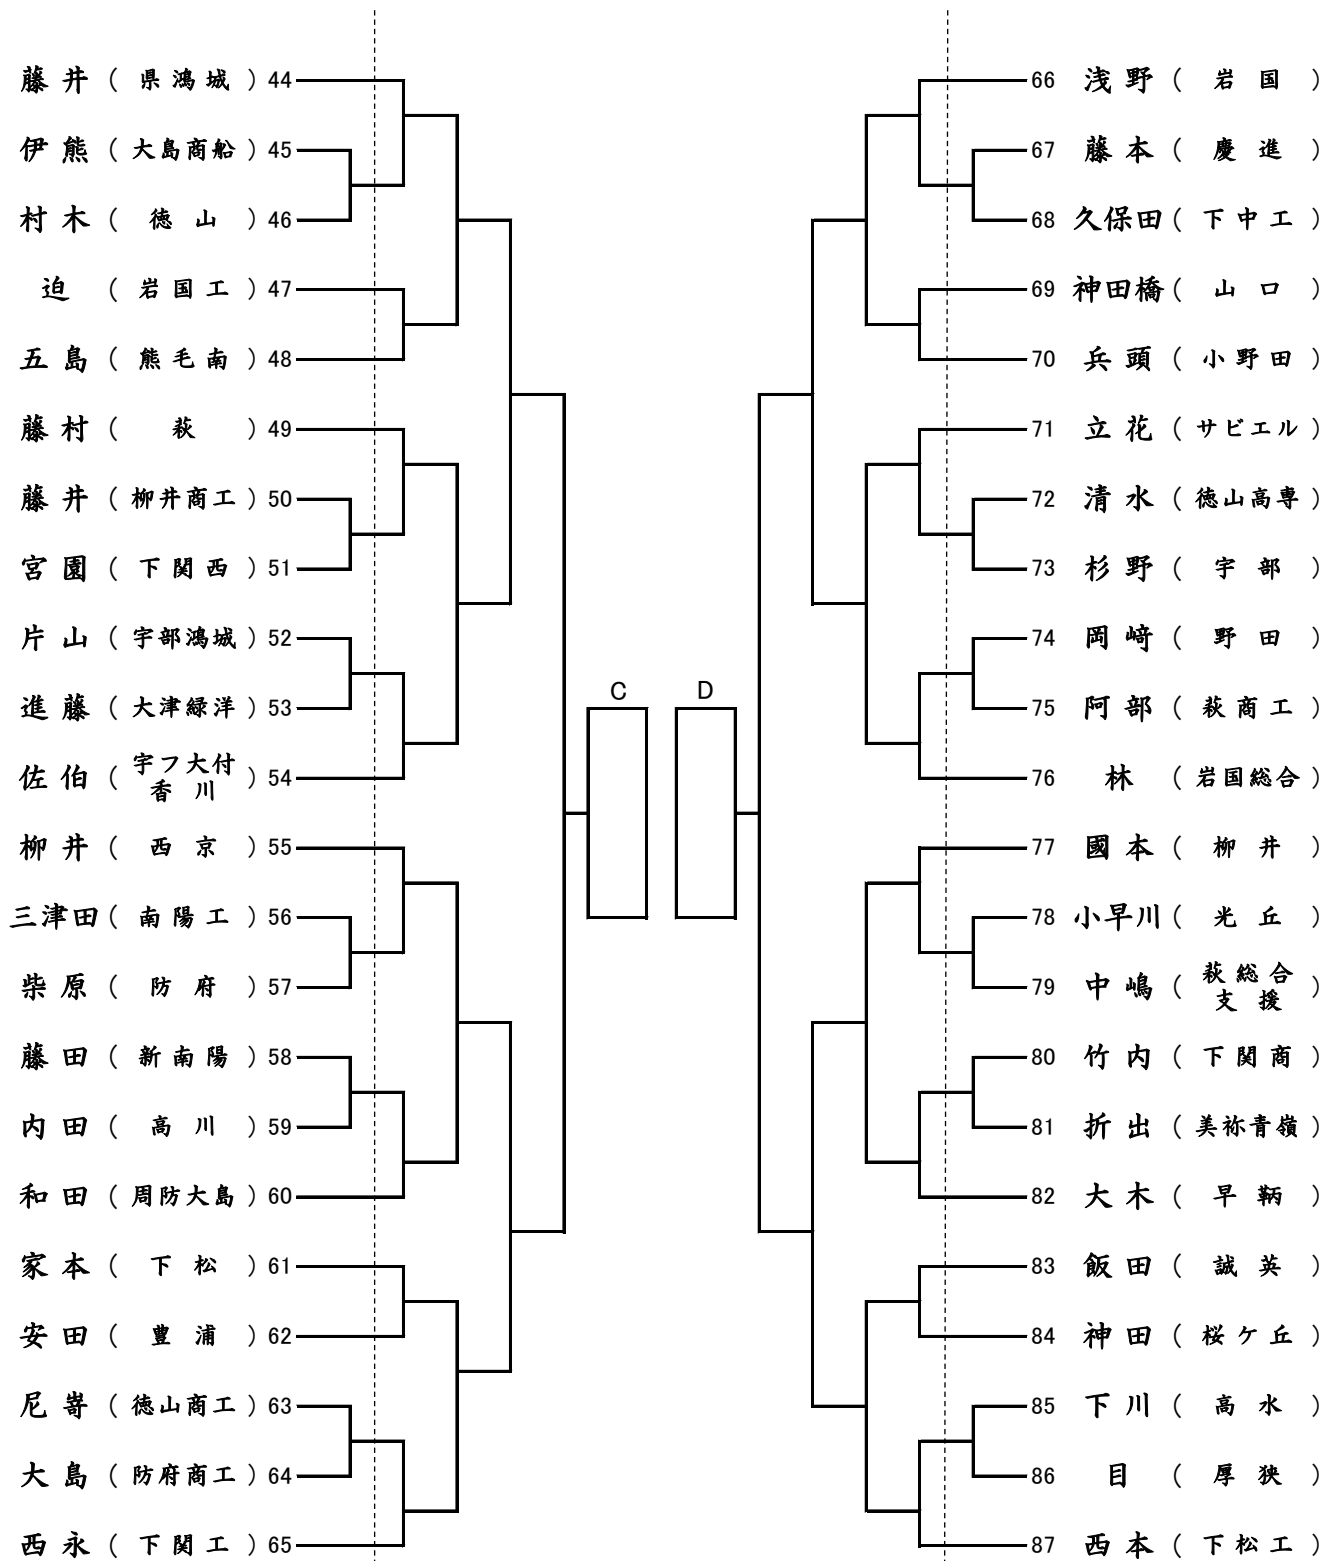 藤井（県鴻城）44
伊熊（大島商船）45
村木（徳山）46
迫（岩国工）47
五島（熊毛南）48
藤村（萩）49
藤井（柳井商工）50
宮園（下関西）51
片山（宇部鴻城）52
進藤（大津緑洋）53
佐伯（宇フ大付香川）54
柳井（西京）55
三津田（南陽工）56
柴原（防府）57
藤田（新南陽）58
内田（高川）59
和田（周防大島）60
家本（下松）61
安田（豊浦）62
尼嵜（徳山商工）63
大島（防府商工）64
西永（下関工）65
C
D
66 浅野（岩国）
67 藤本（慶進）
68 久保田（下中工）
69 神田橋（山口）
70 兵頭（小野田）
71 立花（サビエル）
72 清水（徳山高専）
73 杉野（宇部）
74 岡﨑（野田）
75 阿部（萩商工）
76 林（岩国総合）
77 國本（柳井）
78 小早川（光丘）
79 中嶋（萩総合支援）
80 竹内（下関商）
81 折出（美祢青嶺）
82 大木（早鞆）
83 飯田（誠英）
84 神田（桜ケ丘）
85 下川（高水）
86 目（厚狭）
87 西本（下松工）